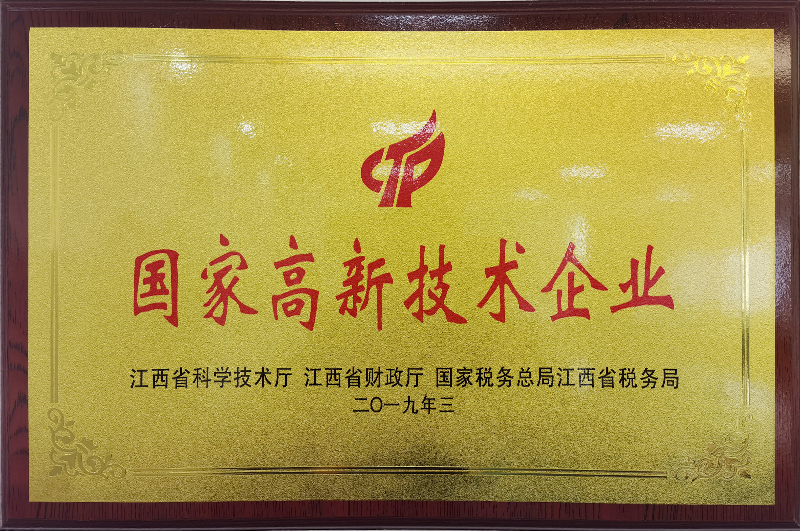 国家高新技术企业
江西省科学技术厅 江西省财政厅 国家税务总局江西省税务局
二〇一九年三